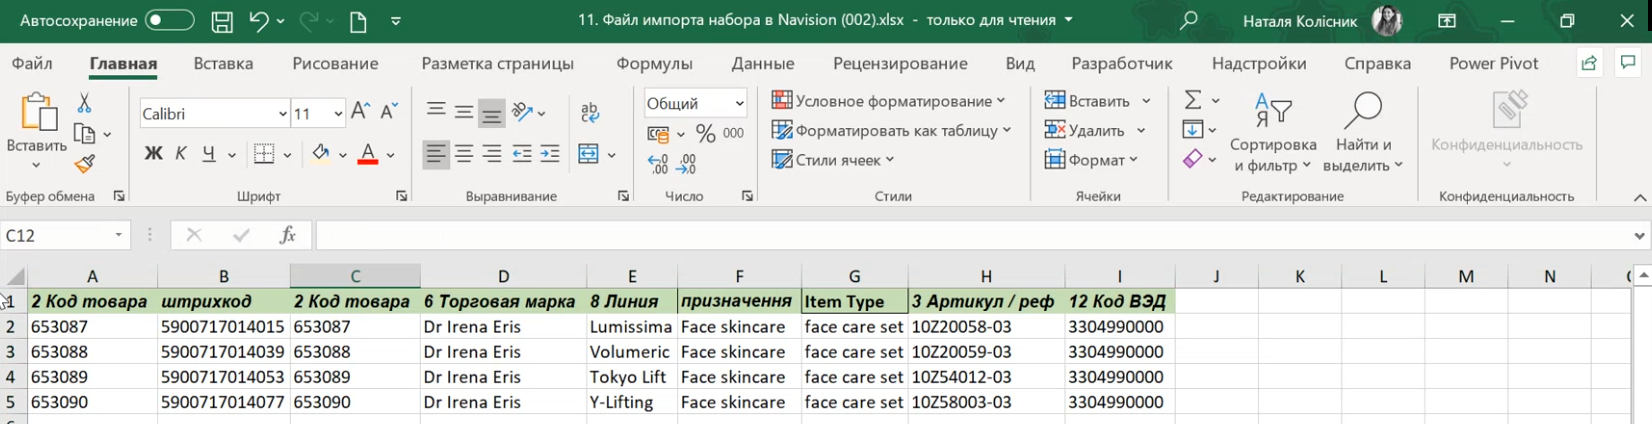 Автосохранение 11. Файл импорта набора в Navision (002).xlsx - только для чтения Наталя Колісник
Файл Главная Вставка Рисование Разметка страницы Формулы Данные Рецензирование Вид Разработчик Надстройки Справка Power Pivot
Вставить
Буфер обмена
Calibri 11
Ж К Ч
Шрифт
ab
Выравнивание
Общий
% 000
Число
Условное форматирование
Форматировать как таблицу
Стили ячеек
Стили
Вставить
Удалить
Формат
Ячейки
Сортировка и фильтр
Найти и выделить
Редактирование
Конфиденциальность
Конфиденциальность
C12 fx
A B C D E F G H I J K L M N
1 2 Код товара штрихкод 2 Код товара 6 Торговая марка 8 Линия призначення Item Type 3 Артикул / реф 12 Код ВЭД
2 653087 5900717014015 653087 Dr Irena Eris Lumissima Face skincare face care set 10Z20058-03 3304990000
3 653088 5900717014039 653088 Dr Irena Eris Volumeric Face skincare face care set 10Z20059-03 3304990000
4 653089 5900717014053 653089 Dr Irena Eris Tokyo Lift Face skincare face care set 10Z54012-03 3304990000
5 653090 5900717014077 653090 Dr Irena Eris Y-Lifting Face skincare face care set 10Z58003-03 3304990000